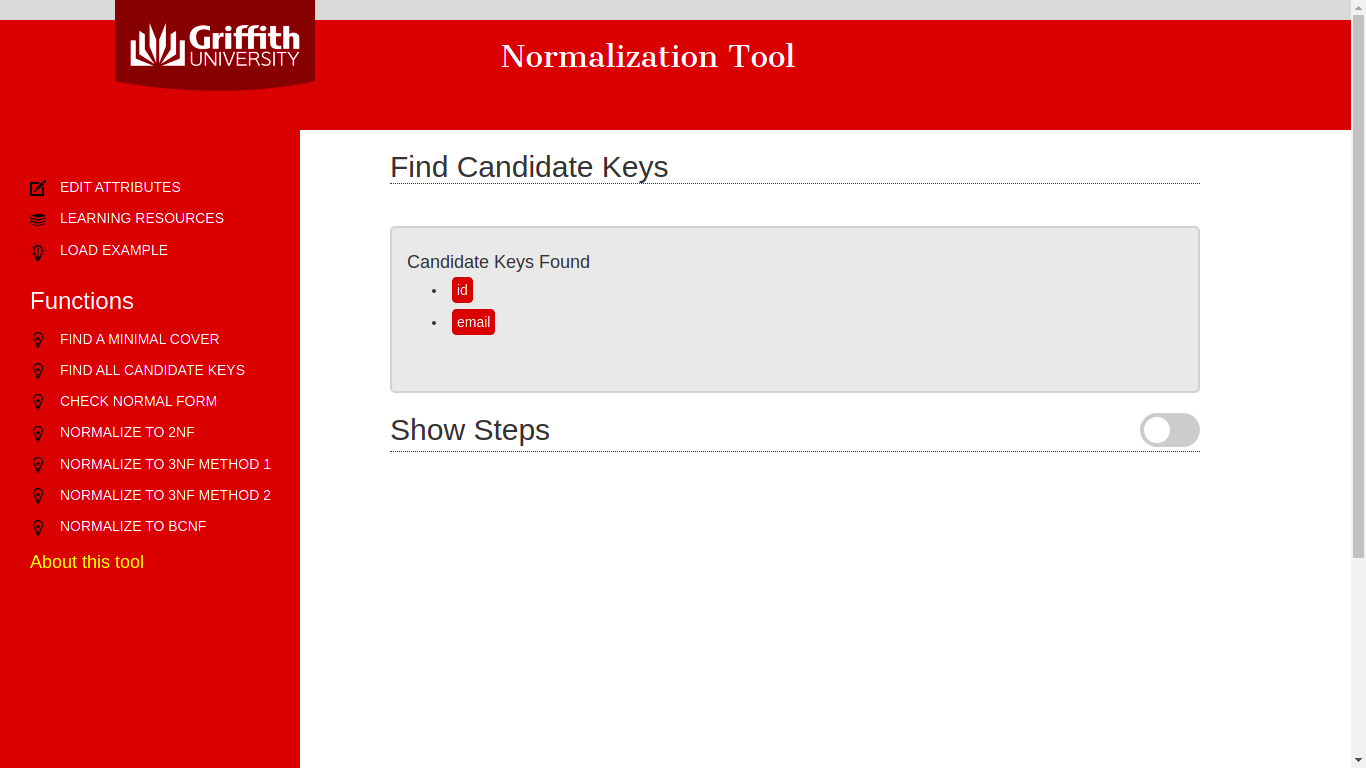 Griffith
UNIVERSITY
Normalization Tool
EDIT ATTRIBUTES
LEARNING RESOURCES
LOAD EXAMPLE
Functions
FIND A MINIMAL COVER
FIND ALL CANDIDATE KEYS
CHECK NORMAL FORM
NORMALIZE TO 2NF
NORMALIZE TO 3NF METHOD 1
NORMALIZE TO 3NF METHOD 2
NORMALIZE TO BCNF
About this tool
Find Candidate Keys
Candidate Keys Found
id
email
Show Steps